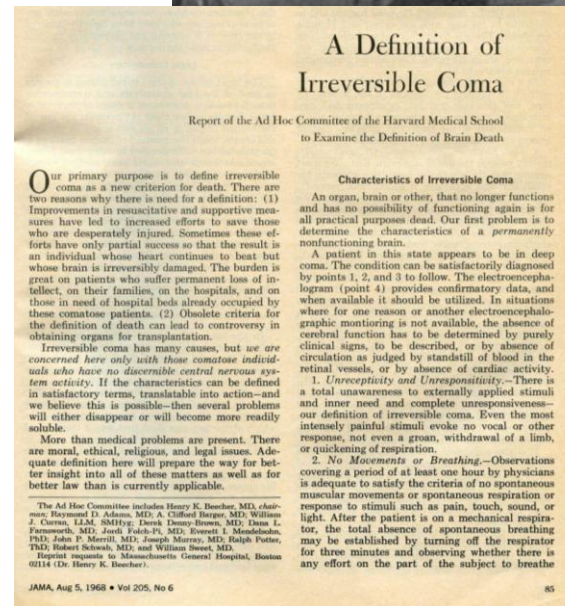 A Definition of
Irreversible Coma
Report of the Ad Hoc Committee of the Harvard Medical School
to Examine the Definition of Brain Death
Our primary purpose is to define irreversible
coma as a new criterion for death. There are
two reasons why there is need for a definition: (1)
Improvements in resuscitative and supportive mea-
sures have led to increased efforts to save those
who are desperately injured. Sometimes these ef-
forts have only partial success so that the result is
an individual whose heart continues to beat but
whose brain is irreversibly damaged. The burden is
great on patients who suffer permanent loss of in-
tellect, on their families, on the hospitals, and on
those in need of hospital beds already occupied by
these comatose patients. (2) Obsolete criteria for
the definition of death can lead to controversy in
obtaining organs for transplantation.
Irreversible coma has many causes, but we are
concerned here only with those comatose individ-
uals who have no discernible central nervous sys-
tem activity. If the characteristics can be defined
in satisfactory terms, translatable into action—and
we believe this is possible—then several problems
will either disappear or will become more readily
soluble.
More than medical problems are present. There
are moral, ethical, religious, and legal issues. Ade-
quate definition here will prepare the way for bet-
ter insight into all of these matters as well as for
better law than is currently applicable.
The Ad Hoc Committee includes Henry K. Beecher, MD, chair-
man; Raymond D. Adams, MD; A. Clifford Barger, MD; William
J. Curran, LLM, SMHyg; Derek Denny-Brown, MD; Dana L.
Farnsworth, MD; Jordi Folch-Pi, MD; Everett I. Mendelsohn,
PhD; John P. Merrill, MD; Joseph Murray, MD; Ralph Potter,
ThD; Robert Schwab, MD; and William Sweet, MD.
Reprint requests to Massachusetts General Hospital, Boston
02114 (Dr. Henry K. Beecher).
Characteristics of Irreversible Coma
An organ, brain or other, that no longer functions
and has no possibility of functioning again is for
all practical purposes dead. Our first problem is to
determine the characteristics of a permanently
nonfunctioning brain.
A patient in this state appears to be in deep
coma. The condition can be satisfactorily diagnosed
by points 1, 2, and 3 to follow. The electroencepha-
logram (point 4) provides confirmatory data, and
when available it should be utilized. In situations
where for one reason or another electroencephalo-
graphic montioring is not available, the absence of
cerebral function has to be determined by purely
clinical signs, to be described, or by absence of
circulation as judged by standstill of blood in the
retinal vessels, or by absence of cardiac activity.
1. Unreceptivity and Unresponsitivity.—There is
a total unawareness to externally applied stimuli
and inner need and complete unresponsiveness—
our definition of irreversible coma. Even the most
intensely painful stimuli evoke no vocal or other
response, not even a groan, withdrawal of a limb,
or quickening of respiration.
2. No Movements or Breathing.—Observations
covering a period of at least one hour by physicians
is adequate to satisfy the criteria of no spontaneous
muscular movements or spontaneous respiration or
response to stimuli such as pain, touch, sound, or
light. After the patient is on a mechanical respira-
tor, the total absence of spontaneous breathing
may be established by turning off the respirator
for three minutes and observing whether there is
any effort on the part of the subject to breathe
JAMA, Aug 5, 1968 • Vol 205, No 6
85